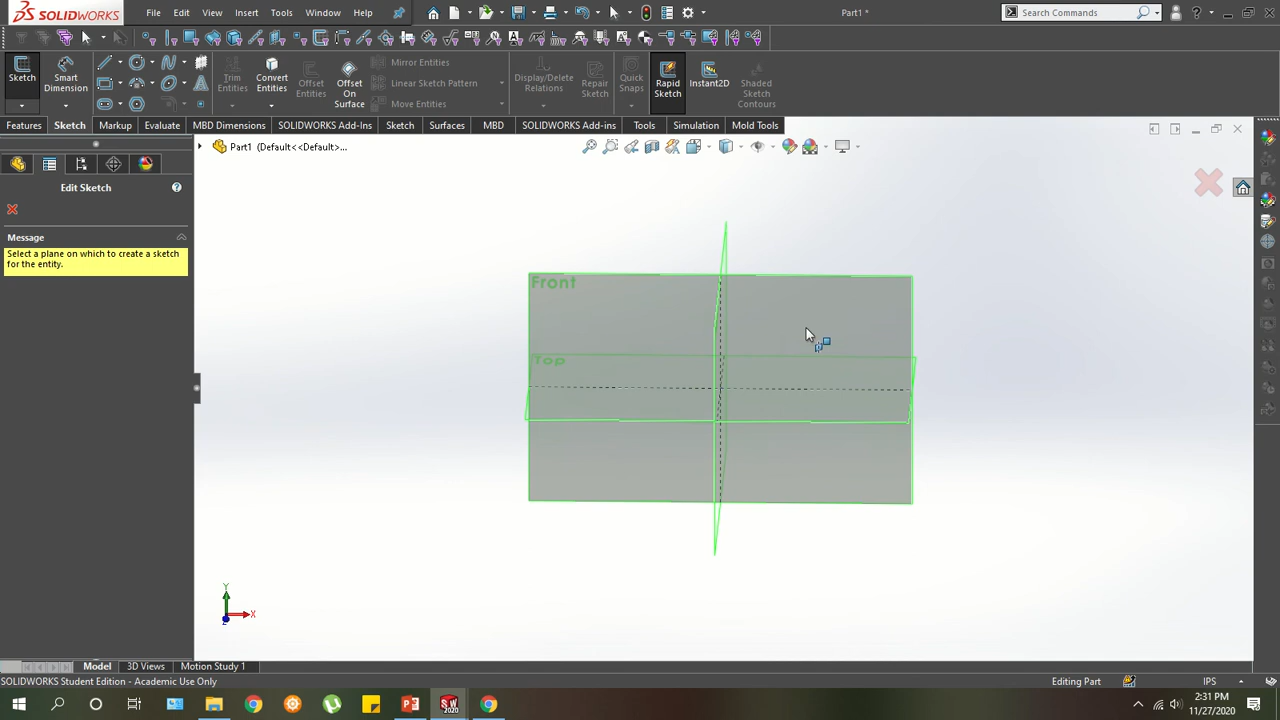 SOLIDWORKS File Edit View Insert Tools Window Help Part1 * Search Commands
Sketch Smart Dimension Trim Entities Convert Entities Offset Entities Offset On Surface Mirror Entities Linear Sketch Pattern Move Entities Display/Delete Relations Repair Sketch Quick Snaps Rapid Sketch Instant2D Shaded Sketch Contours
Features Sketch Markup Evaluate MBD Dimensions SOLIDWORKS Add-Ins Sketch Surfaces MBD SOLIDWORKS Add-ins Tools Simulation Mold Tools
Part1 (Default<<Default>...
Edit Sketch
Message
Select a plane on which to create a sketch
for the entity.
Front
Top
Y
X
Z
Model 3D Views Motion Study 1
SOLIDWORKS Student Edition - Academic Use Only Editing Part IPS
SW 2020
2:31 PM
11/27/2020